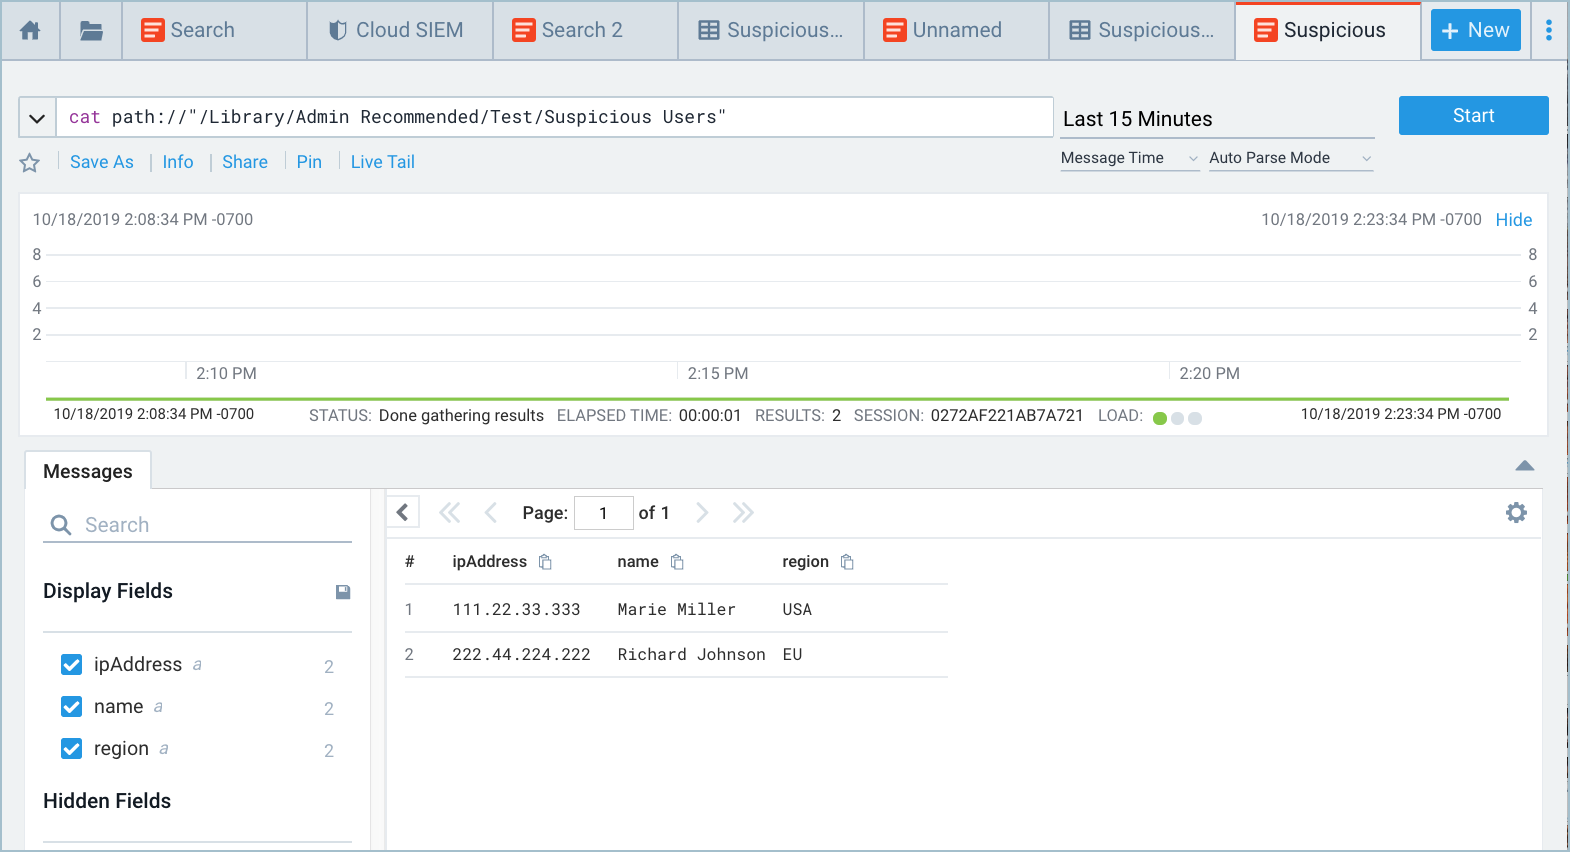 Search
Cloud SIEM
Search 2
Suspicious...
Unnamed
Suspicious...
Suspicious
+ New
cat path://"/Library/Admin Recommended/Test/Suspicious Users"
Last 15 Minutes
Start
Save As
Info
Share
Pin
Live Tail
Message Time
Auto Parse Mode
10/18/2019 2:08:34 PM -0700
10/18/2019 2:23:34 PM -0700
Hide
8 8
6 6
4 4
2 2
2:10 PM 2:15 PM 2:20 PM
10/18/2019 2:08:34 PM -0700
STATUS: Done gathering results ELAPSED TIME: 00:00:01 RESULTS: 2 SESSION: 0272AF221AB7A721 LOAD:
10/18/2019 2:23:34 PM -0700
Messages
Search
Display Fields
ipAddress a 2
name a 2
region a 2
Hidden Fields
Page: 1 of 1
# ipAddress name region
1 111.22.33.333 Marie Miller USA
2 222.44.224.222 Richard Johnson EU